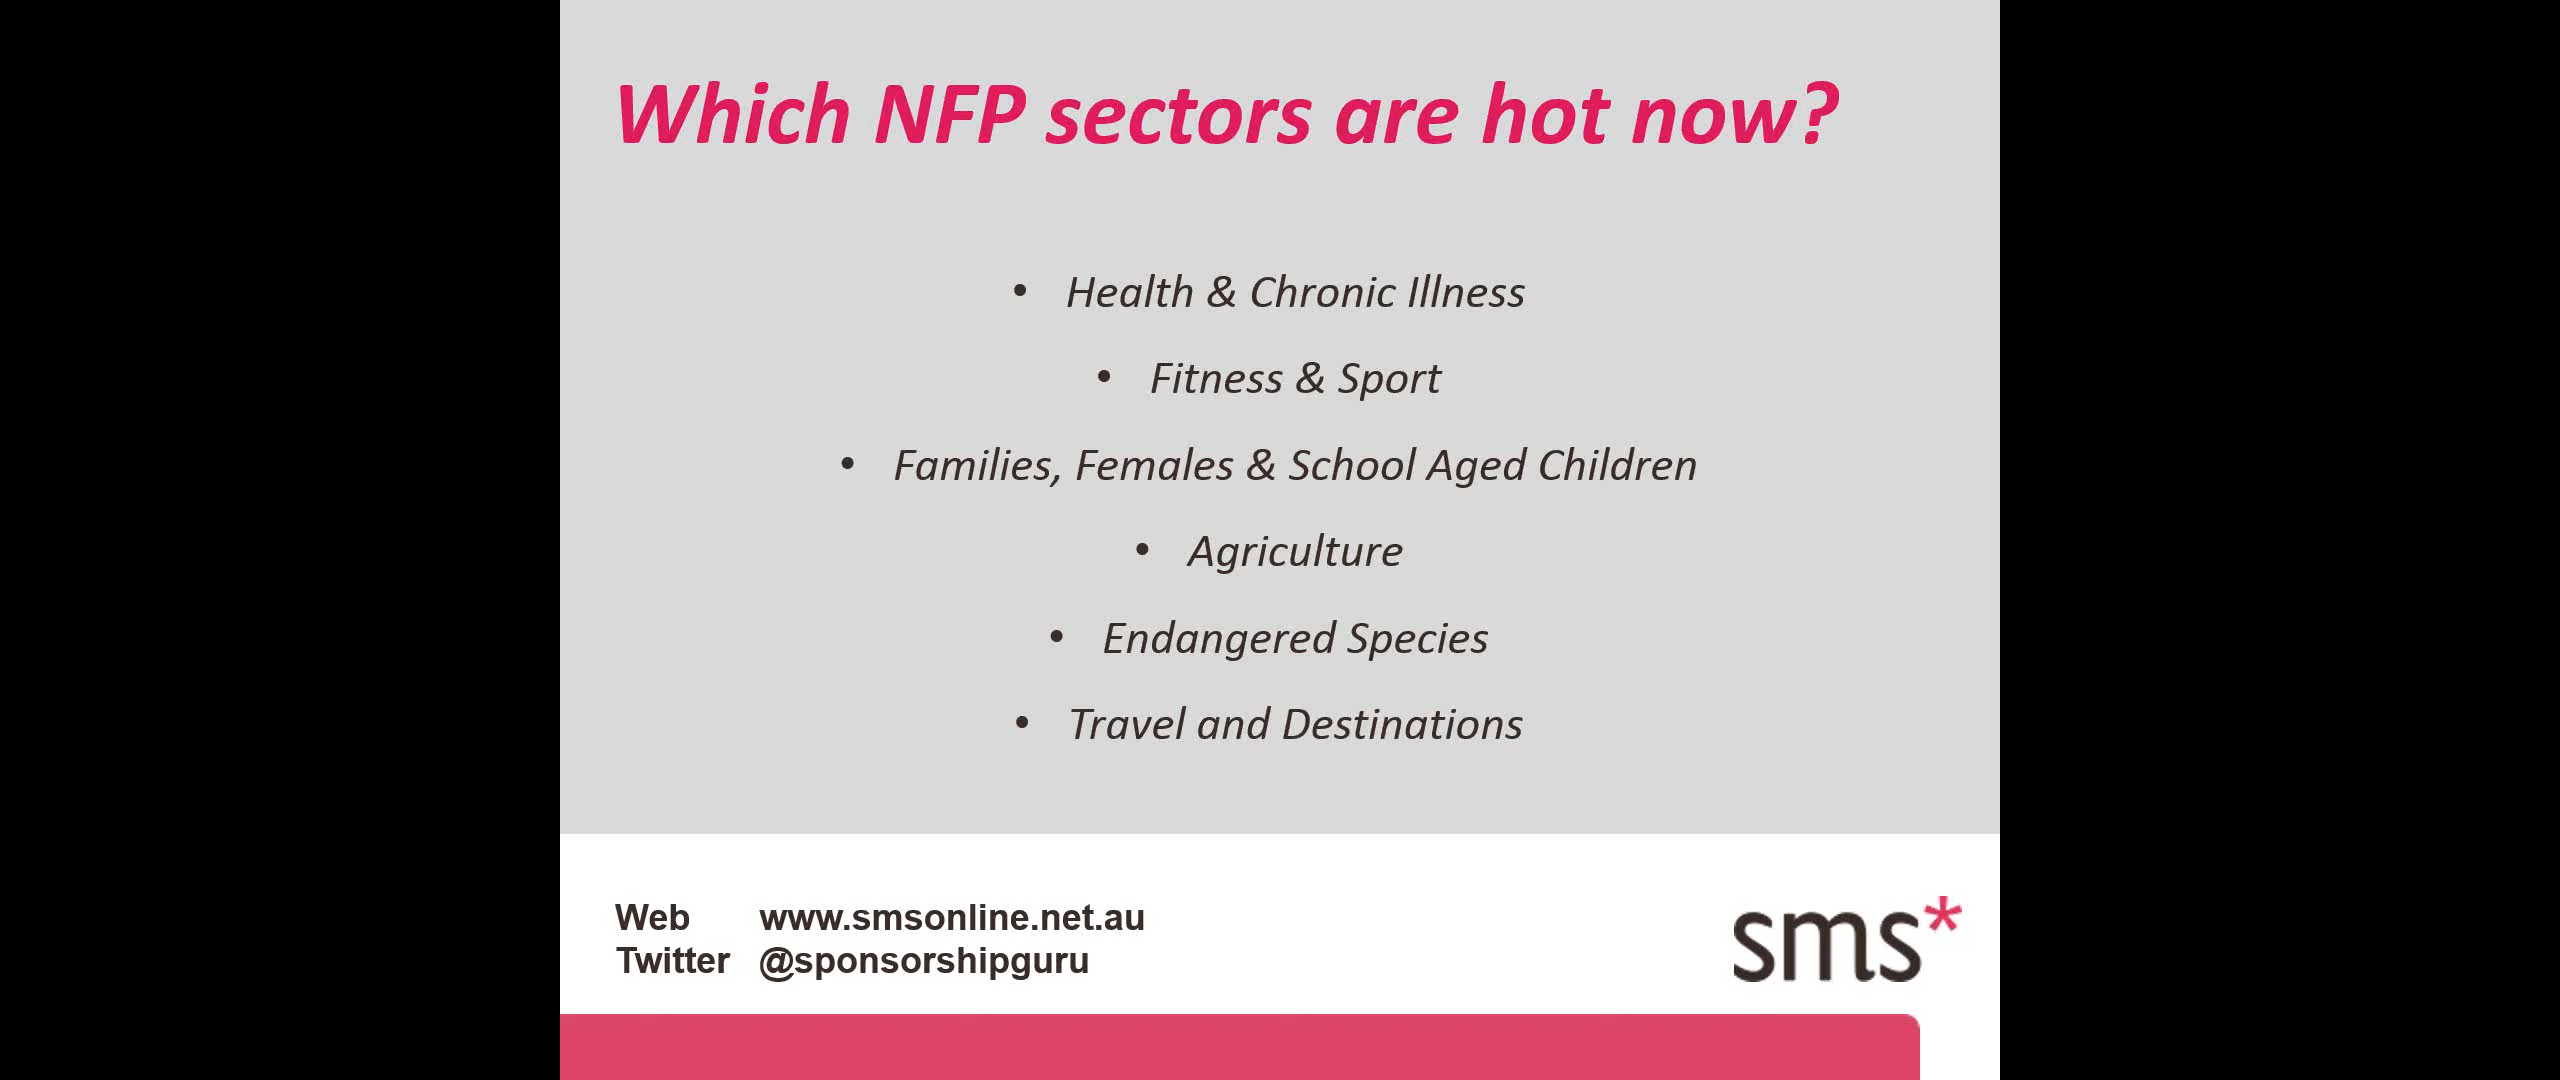 Which NFP sectors are hot now?
• Health & Chronic Illness
• Fitness & Sport
• Families, Females & School Aged Children
• Agriculture
• Endangered Species
• Travel and Destinations
Web www.smsonline.net.au
Twitter @sponsorshipguru
sms*